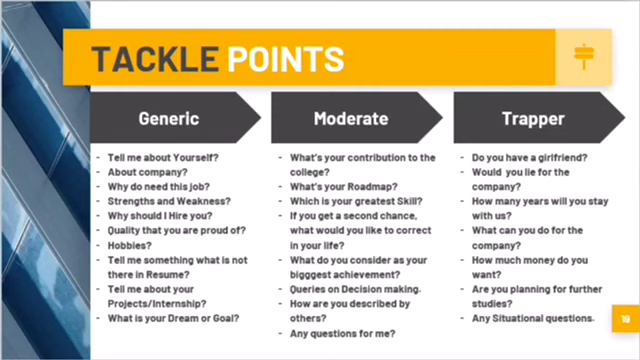 TACKLE POINTS
Generic
- Tell me about Yourself?
- About company?
- Why do need this job?
- Strengths and Weakness?
- Why should I Hire you?
- Quality that you are proud of?
- Hobbies?
- Tell me something what is not
there in Resume?
- Tell me about your
Projects/Internship?
- What is your Dream or Goal?
Moderate
- What's your contribution to the
college?
- What's your Roadmap?
- Which is your greatest Skill?
- If you get a second chance,
what would you like to correct
in your life?
- What do you consider as your
bigggest achievement?
- Queries on Decision making.
- How are you described by
others?
- Any questions for me?
Trapper
- Do you have a girlfriend?
- Would you lie for the
company?
- How many years will you stay
with us?
- What can you do for the
company?
- How much money do you
want?
- Are you planning for further
studies?
- Any Situational questions.
19